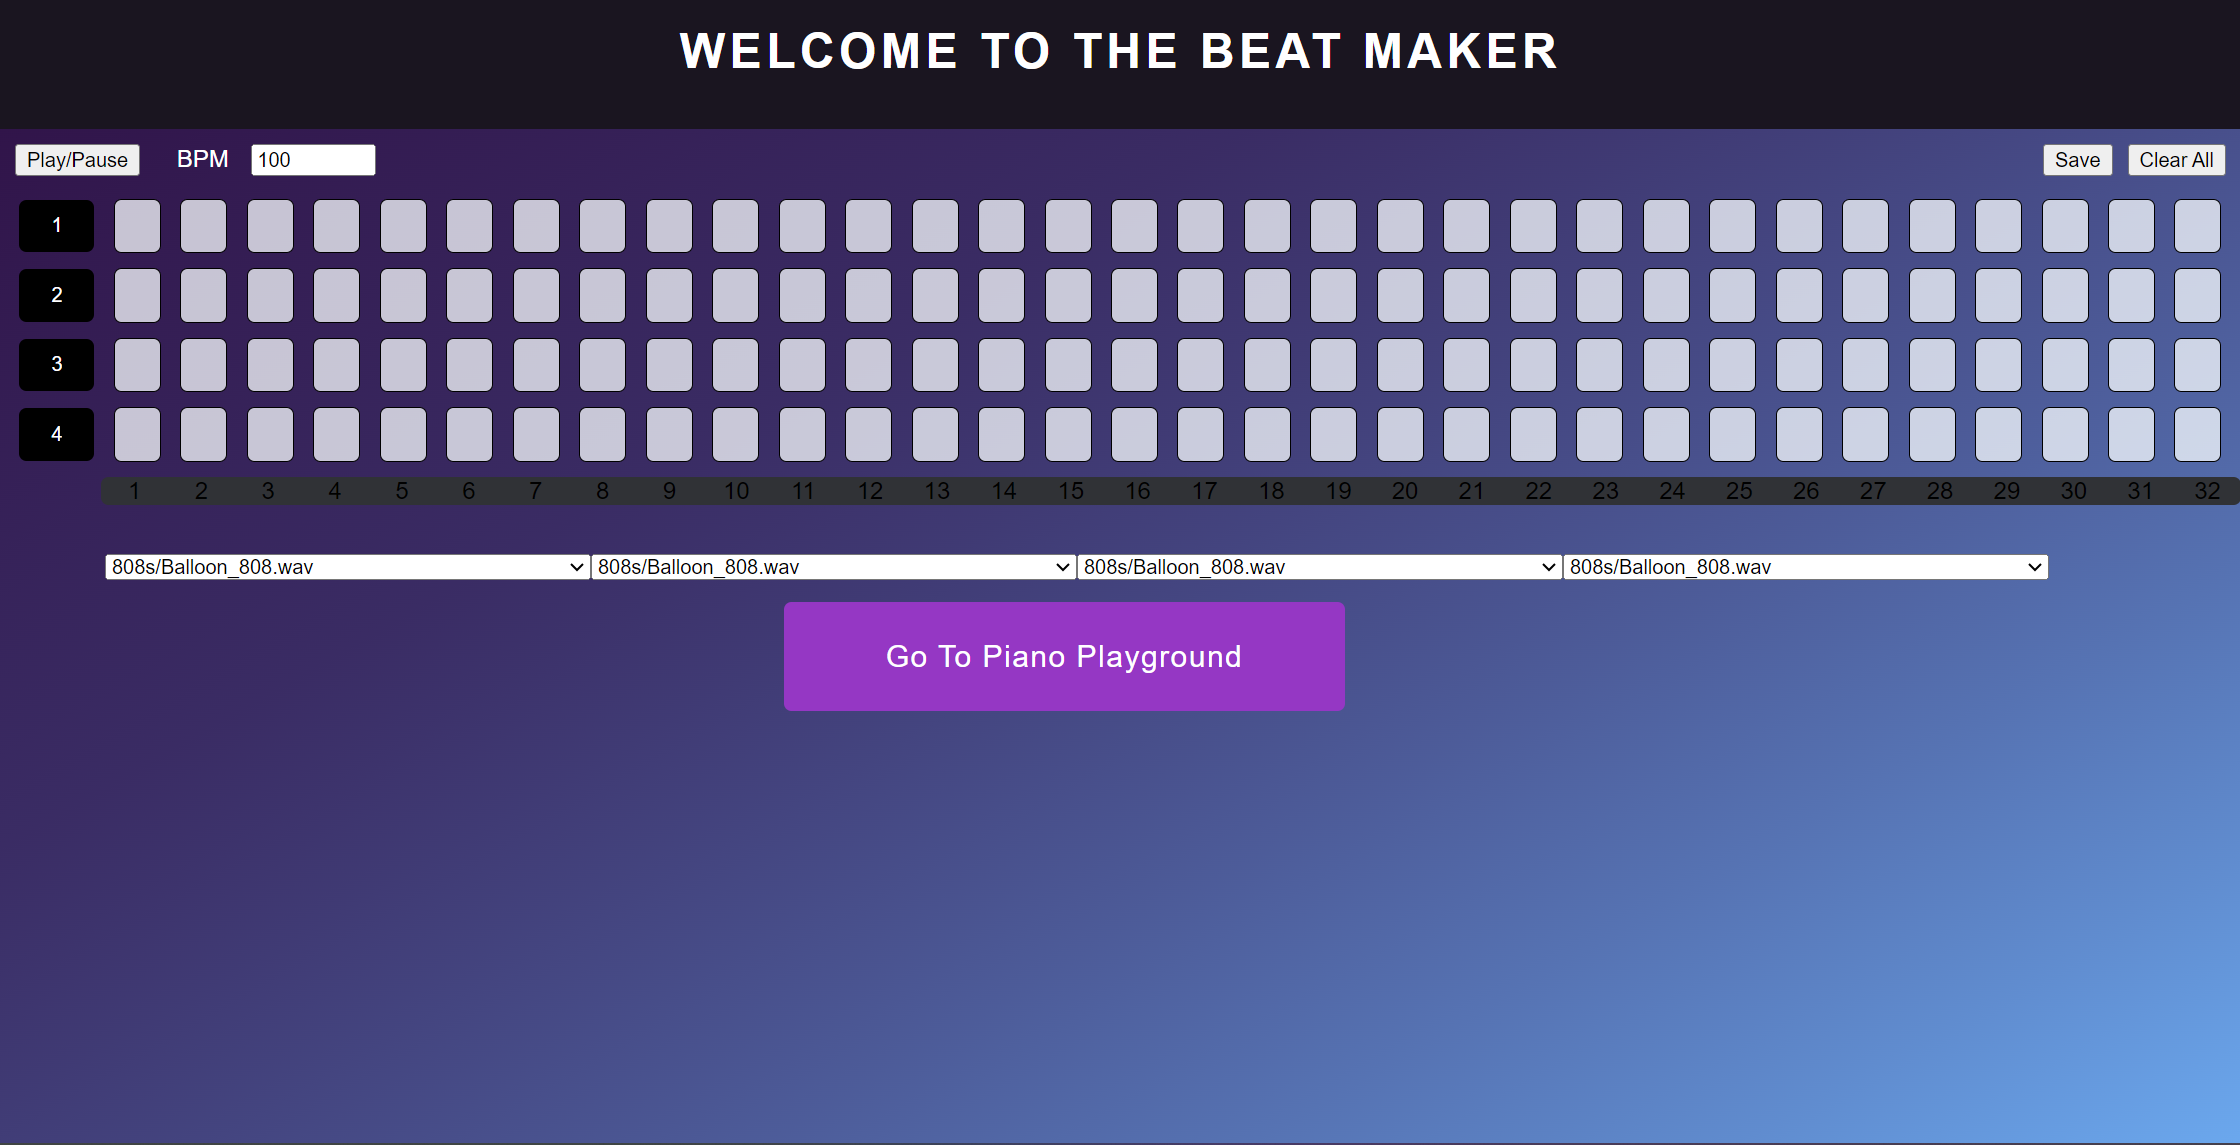 WELCOME TO THE BEAT MAKER
Play/Pause BPM 100 Save Clear All
1
2
3
4
1 2 3 4 5 6 7 8 9 10 11 12 13 14 15 16 17 18 19 20 21 22 23 24 25 26 27 28 29 30 31 32
808s/Balloon_808.wav 808s/Balloon_808.wav 808s/Balloon_808.wav 808s/Balloon_808.wav
Go To Piano Playground